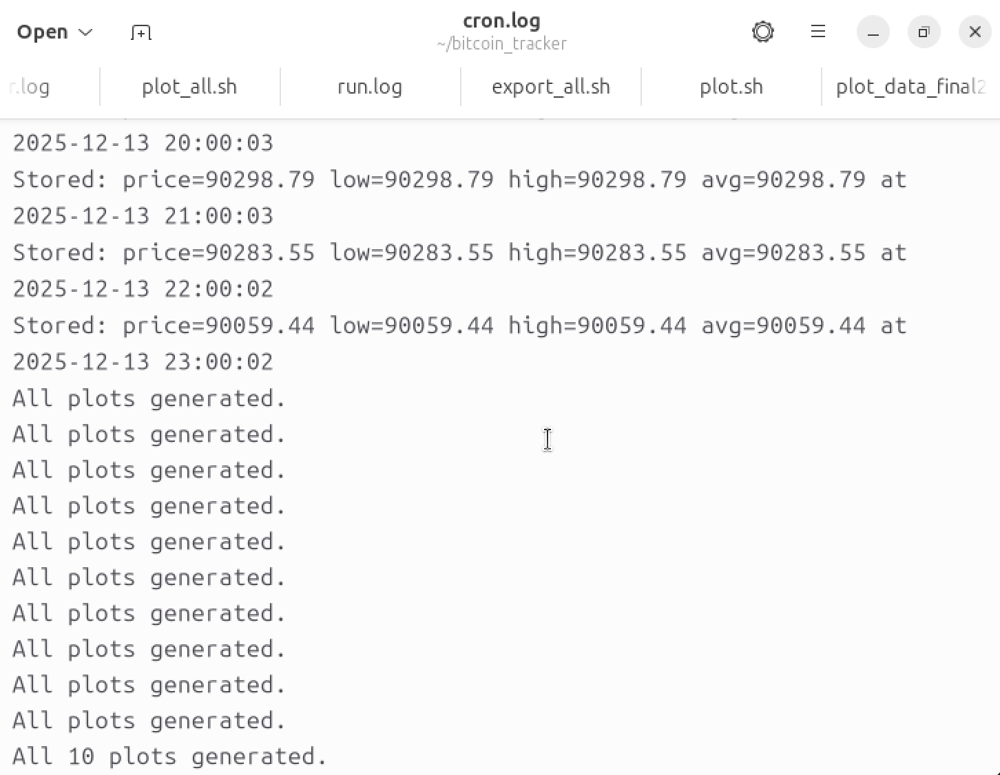 Open
cron.log
~/bitcoin_tracker
r.log
plot_all.sh
run.log
export_all.sh
plot.sh
plot_data_final2
2025-12-13 20:00:03
Stored: price=90298.79 low=90298.79 high=90298.79 avg=90298.79 at
2025-12-13 21:00:03
Stored: price=90283.55 low=90283.55 high=90283.55 avg=90283.55 at
2025-12-13 22:00:02
Stored: price=90059.44 low=90059.44 high=90059.44 avg=90059.44 at
2025-12-13 23:00:02
All plots generated.
All plots generated.
All plots generated.
All plots generated.
All plots generated.
All plots generated.
All plots generated.
All plots generated.
All plots generated.
All plots generated.
All 10 plots generated.